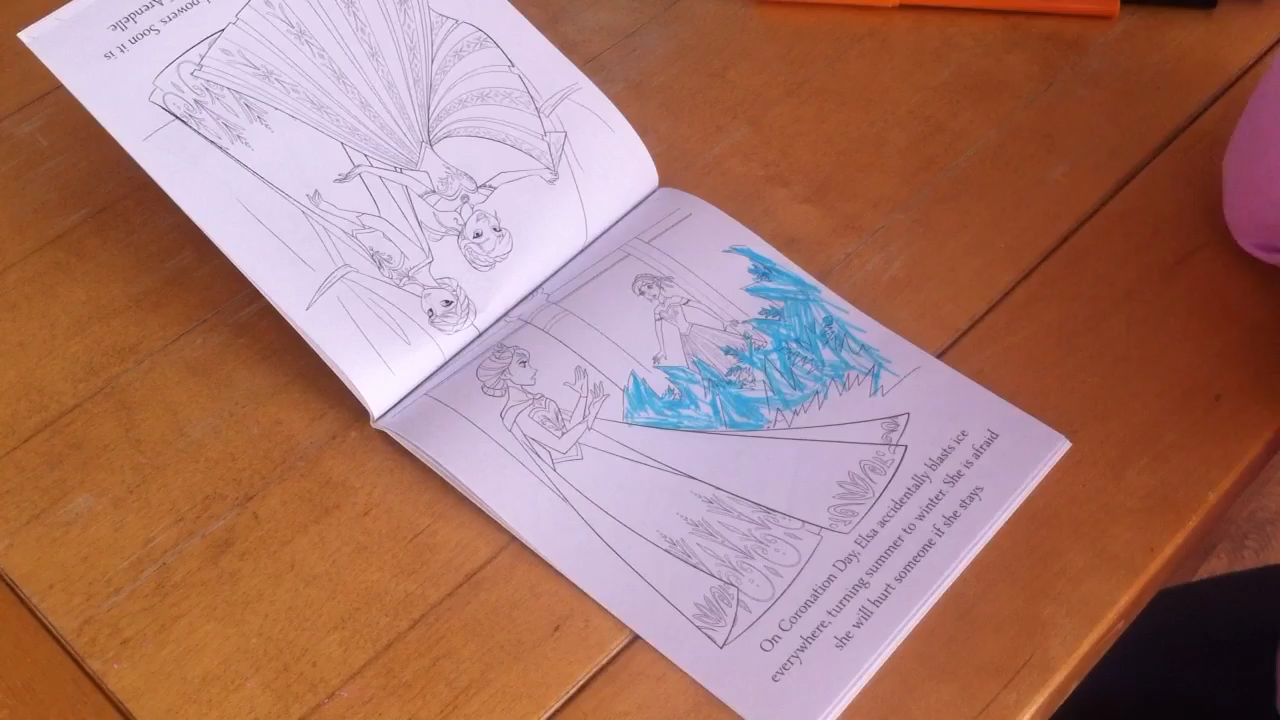 powers Soon it is
Arendelle.
On Coronation Day, Elsa accidentally blasts ice
everywhere, turning summer to winter. She is afraid
she will hurt someone if she stays.